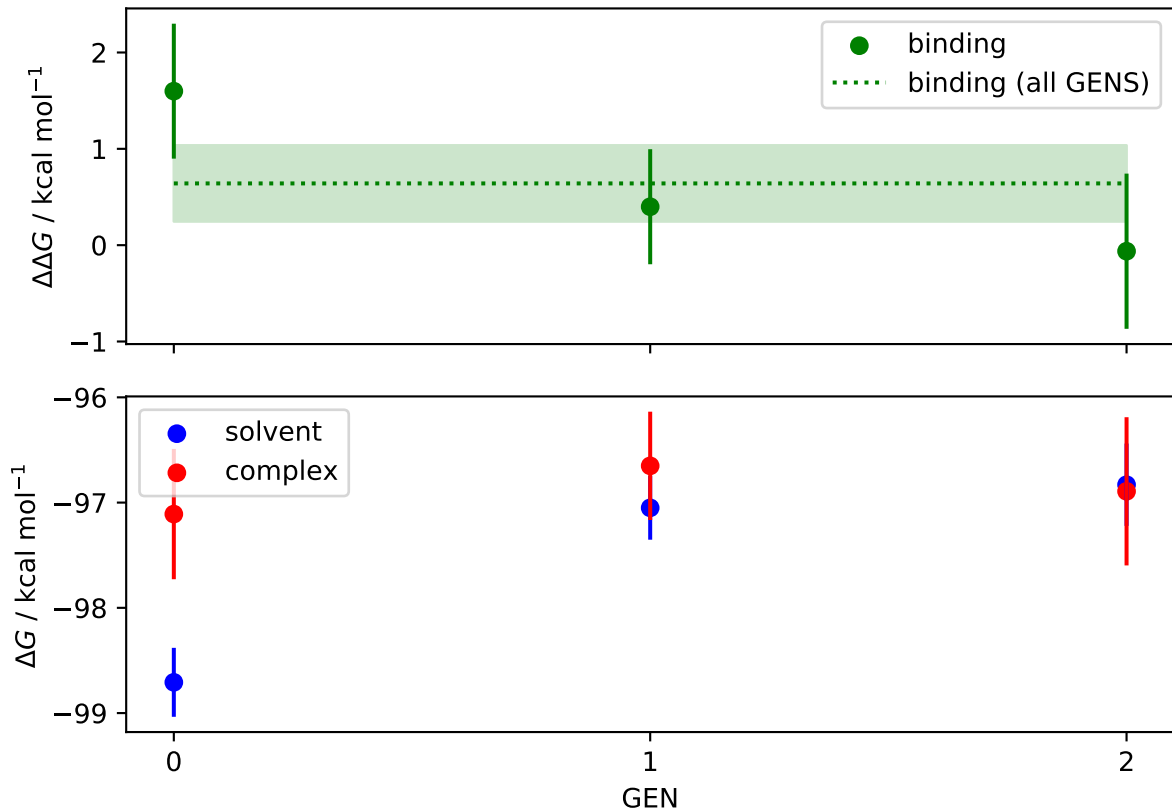 2
1
0
−1
ΔΔG / kcal mol⁻¹
binding
binding (all GENS)
−96
−97
−98
−99
ΔG / kcal mol⁻¹
solvent
complex
0
1
2
GEN